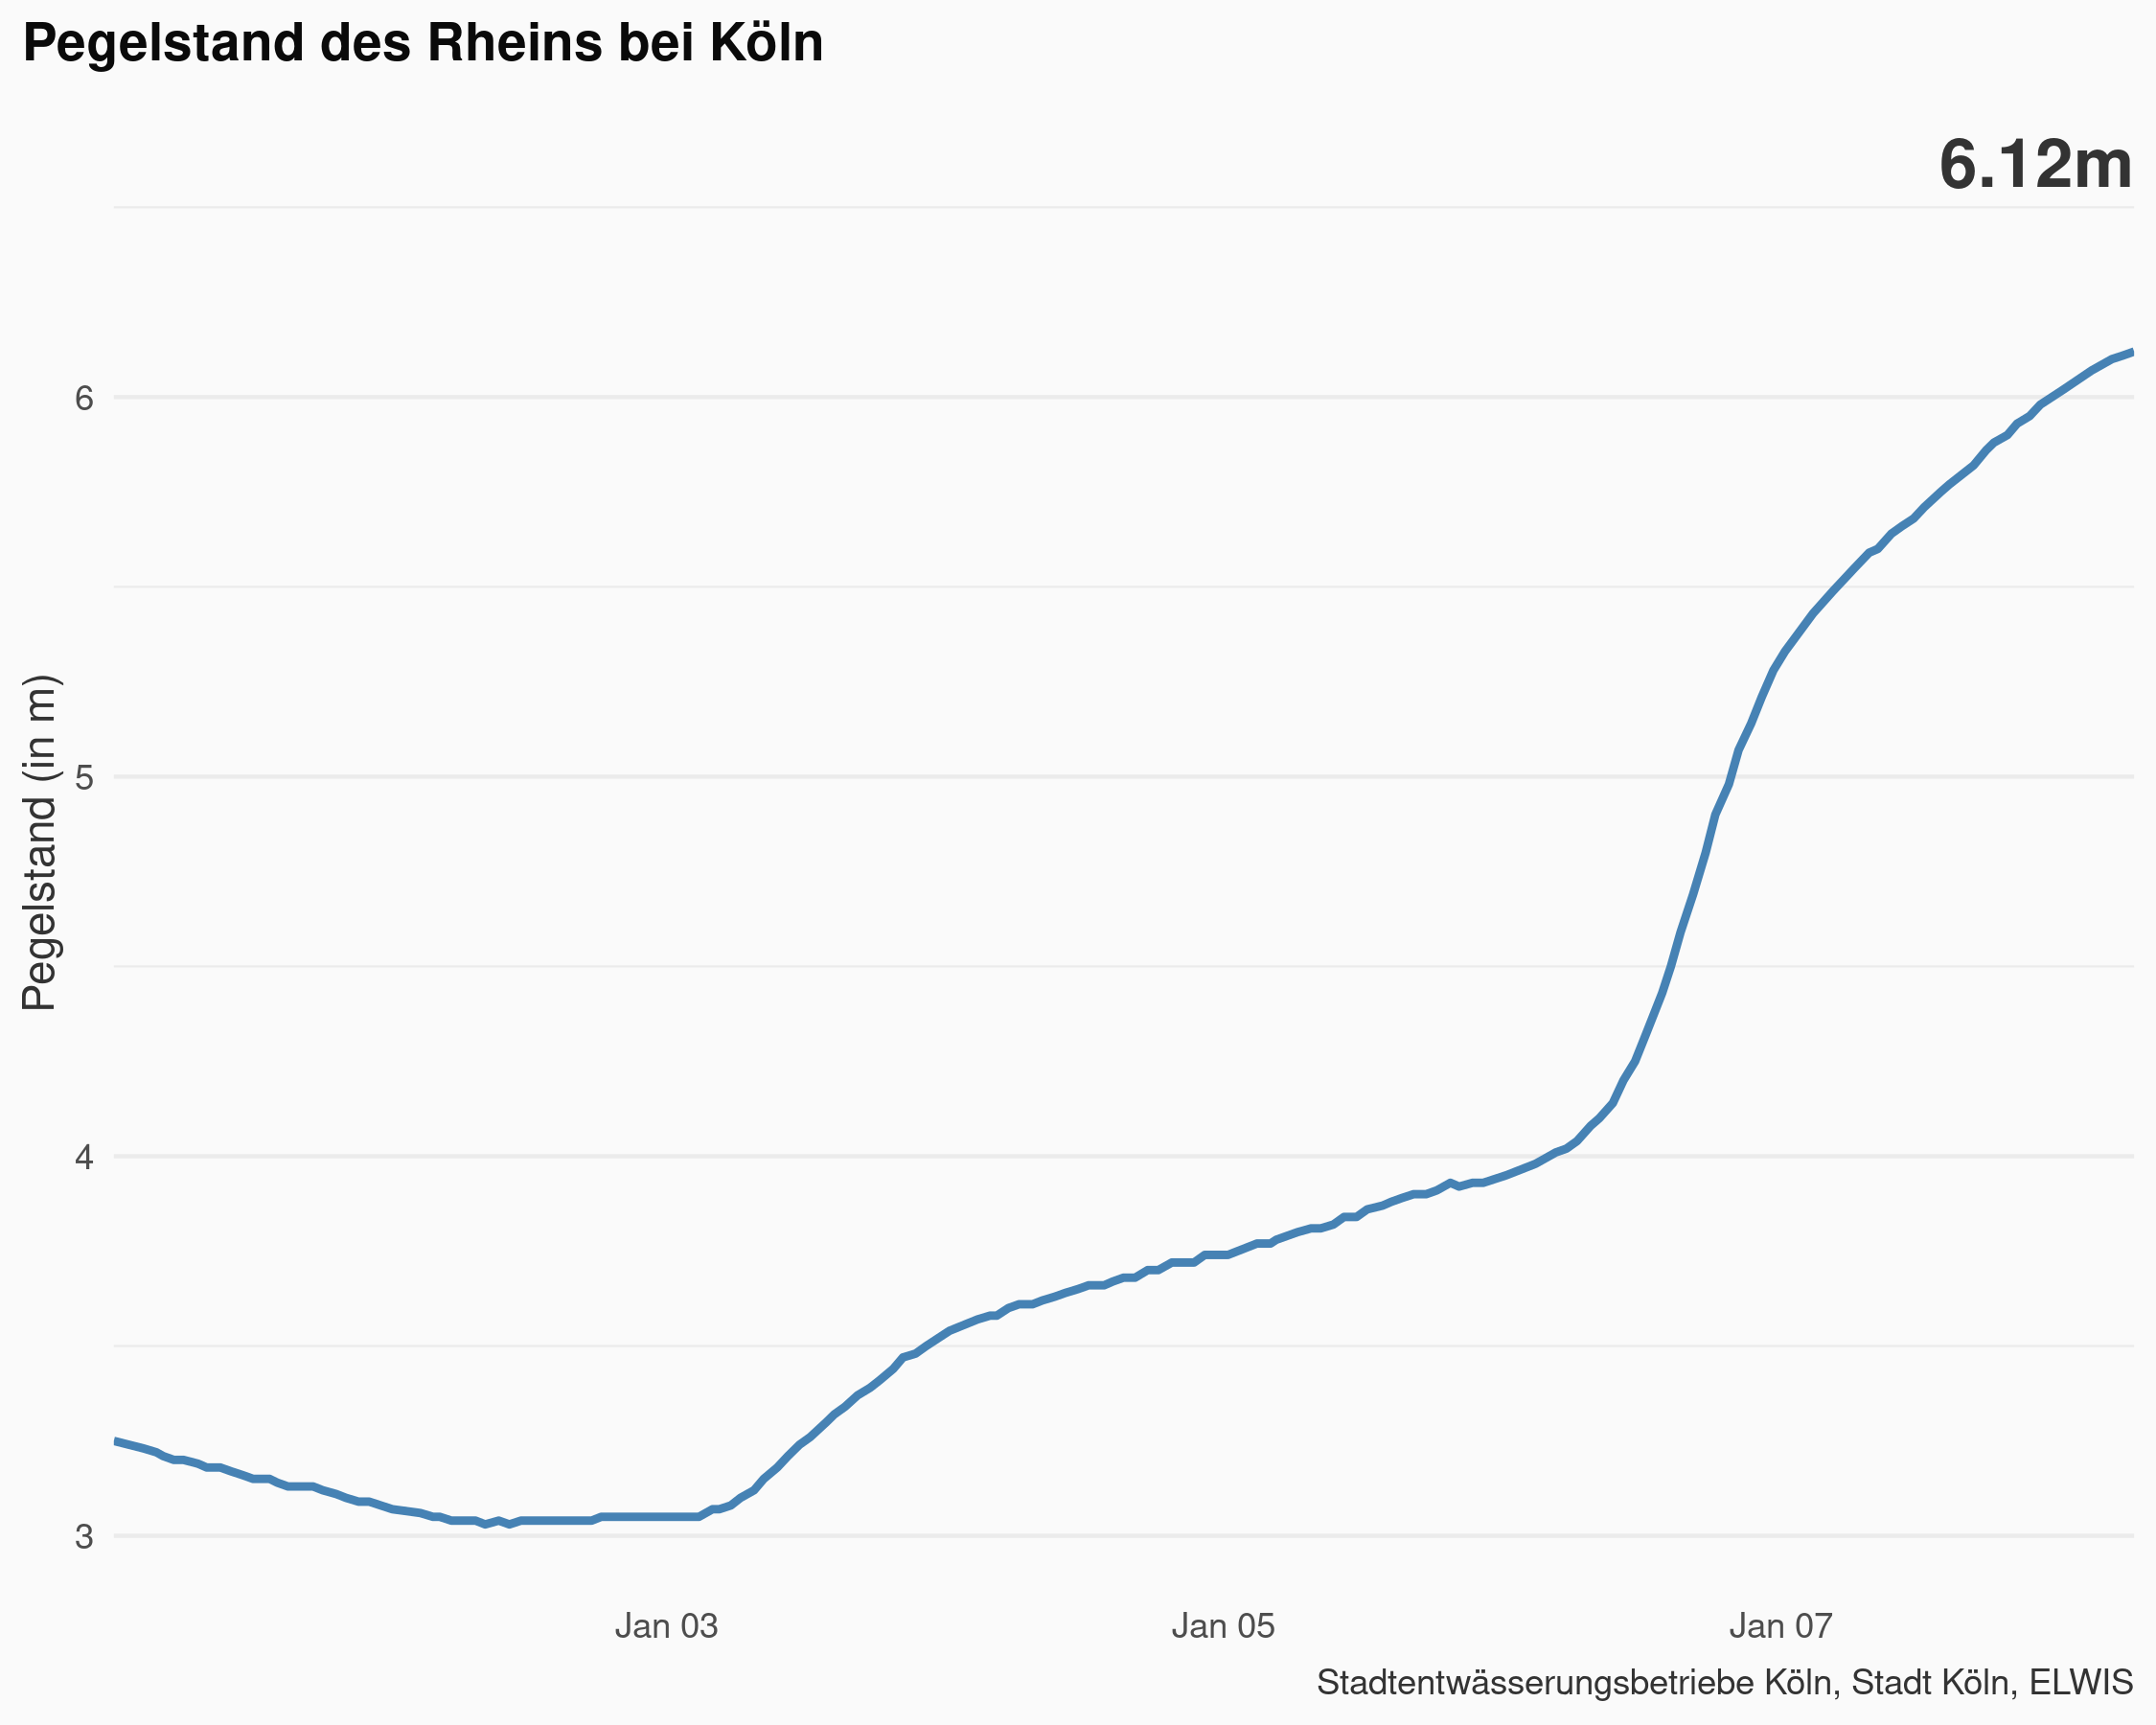 Pegelstand des Rheins bei Köln
6.12m
Pegelstand (in m)
6
5
4
3
Jan 03
Jan 05
Jan 07
Stadtentwässerungsbetriebe Köln, Stadt Köln, ELWIS